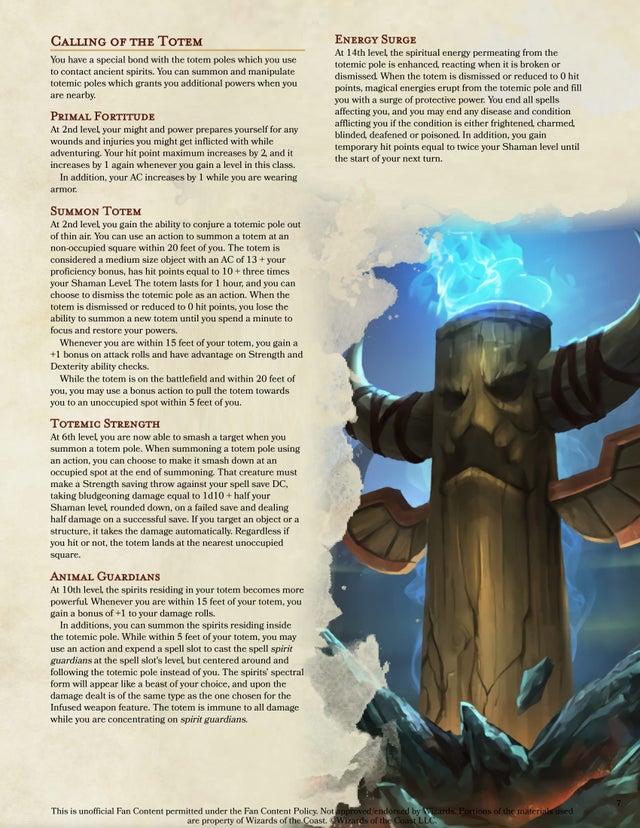 Calling of the Totem
You have a special bond with the totem poles which you use
to contact ancient spirits. You can summon and manipulate
totemic poles which grants you additional powers when you
are nearby.
Primal Fortitude
At 2nd level, your might and power prepares yourself for any
wounds and injuries you might get inflicted with while
adventuring. Your hit point maximum increases by 2, and it
increases by 1 again whenever you gain a level in this class.
In addition, your AC increases by 1 while you are wearing
armor.
Summon Totem
At 2nd level, you gain the ability to conjure a totemic pole out
of thin air. You can use an action to summon a totem at an
non-occupied square within 20 feet of you. The totem is
considered a medium size object with an AC of 13 + your
proficiency bonus, has hit points equal to 10 + three times
your Shaman Level. The totem lasts for 1 hour, and you can
choose to dismiss the totemic pole as an action. When the
totem is dismissed or reduced to 0 hit points, you lose the
ability to summon a new totem until you spend a minute to
focus and restore your powers.
Whenever you are within 15 feet of your totem, you gain a
+1 bonus on attack rolls and have advantage on Strength and
Dexterity ability checks.
While the totem is on the battlefield and within 20 feet of
you, you may use a bonus action to pull the totem towards
you to an unoccupied spot within 5 feet of you.
Totemic Strength
At 6th level, you are now able to smash a target when you
summon a totem pole. When summoning a totem pole using
an action, you can choose to make it smash down at an
occupied spot at the end of summoning. That creature must
make a Strength saving throw against your spell save DC,
taking bludgeoning damage equal to 1d10 + half your
Shaman level, rounded down, on a failed save and dealing
half damage on a successful save. If you target an object or a
structure, it takes the damage automatically. Regardless if
you hit or not, the totem lands at the nearest unoccupied
square.
Animal Guardians
At 10th level, the spirits residing in your totem becomes more
powerful. Whenever you are within 15 feet of your totem, you
gain a bonus of +1 to your damage rolls.
In additions, you can summon the spirits residing inside
the totemic pole. While within 5 feet of your totem, you may
use an action and expend a spell slot to cast the spell spirit
guardians at the spell slot's level, but centered around and
following the totemic pole instead of you. The spirits' spectral
form will appear like a beast of your choice, and upon the
damage dealt is of the same type as the one chosen for the
Infused weapon feature. The totem is immune to all damage
while you are concentrating on spirit guardians.
Energy Surge
At 14th level, the spiritual energy permeating from the
totemic pole is enhanced, reacting when it is broken or
dismissed. When the totem is dismissed or reduced to 0 hit
points, magical energies erupt from the totemic pole and fill
you with a surge of protective power. You end all spells
affecting you, and you may end any disease and condition
afflicting you if the condition is either frightened, charmed,
blinded, deafened or poisoned. In addition, you gain
temporary hit points equal to twice your Shaman level until
the start of your next turn.
7
This is unofficial Fan Content permitted under the Fan Content Policy. Not approved/endorsed by Wizards. Portions of the materials used
are property of Wizards of the Coast. ©Wizards of the Coast LLC.